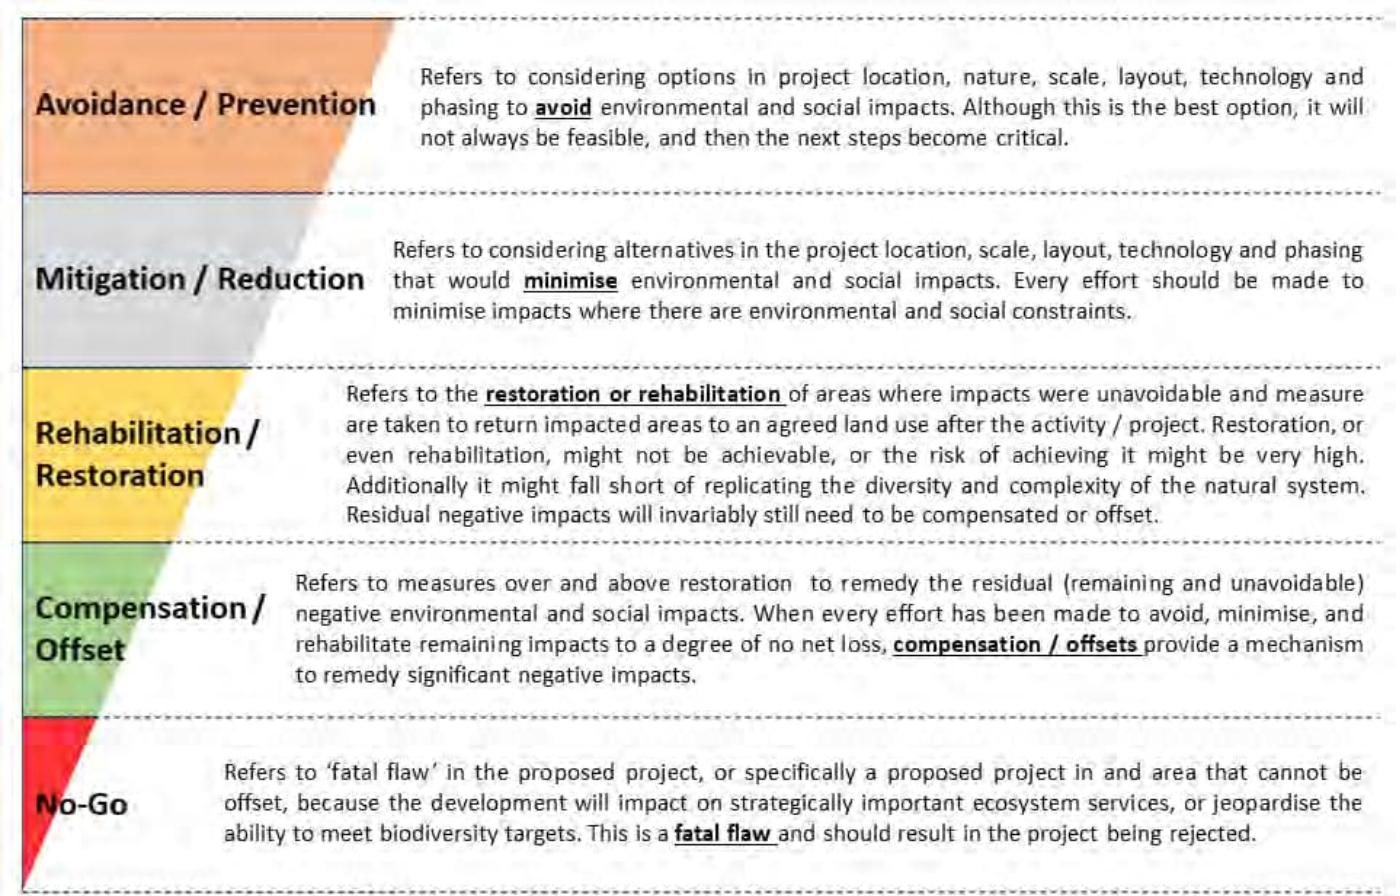 Avoidance / Prevention
Refers to considering options in project location, nature, scale, layout, technology and
phasing to avoid environmental and social impacts. Although this is the best option, it will
not always be feasible, and then the next steps become critical.
Mitigation / Reduction
Refers to considering alternatives in the project location, scale, layout, technology and phasing
that would minimise environmental and social impacts. Every effort should be made to
minimise impacts where there are environmental and social constraints.
Rehabilitation /
Restoration
Refers to the restoration or rehabilitation of areas where impacts were unavoidable and measure
are taken to return impacted areas to an agreed land use after the activity / project. Restoration, or
even rehabilitation, might not be achievable, or the risk of achieving it might be very high.
Additionally it might fall short of replicating the diversity and complexity of the natural system.
Residual negative impacts will invariably still need to be compensated or offset.
Compensation /
Offset
Refers to measures over and above restoration to remedy the residual (remaining and unavoidable)
negative environmental and social impacts. When every effort has been made to avoid, minimise, and
rehabilitate remaining impacts to a degree of no net loss, compensation / offsets provide a mechanism
to remedy significant negative impacts.
No-Go
Refers to 'fatal flaw' in the proposed project, or specifically a proposed project in and area that cannot be
offset, because the development will impact on strategically important ecosystem services, or jeopardise the
ability to meet biodiversity targets. This is a fatal flaw and should result in the project being rejected.